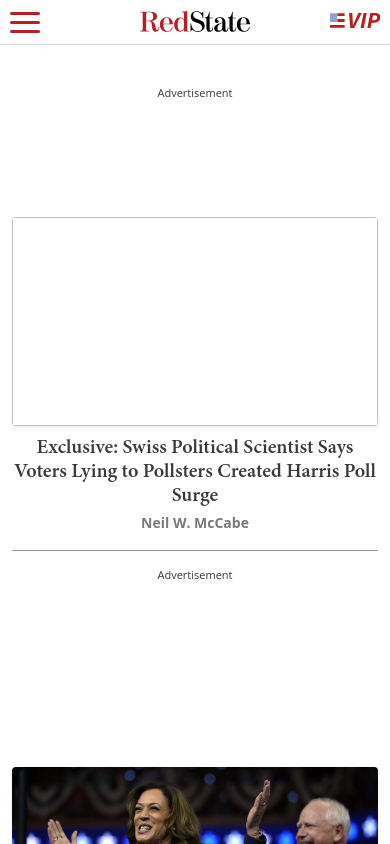 RedState
VIP
Advertisement
Exclusive: Swiss Political Scientist Says
Voters Lying to Pollsters Created Harris Poll
Surge
Neil W. McCabe
Advertisement